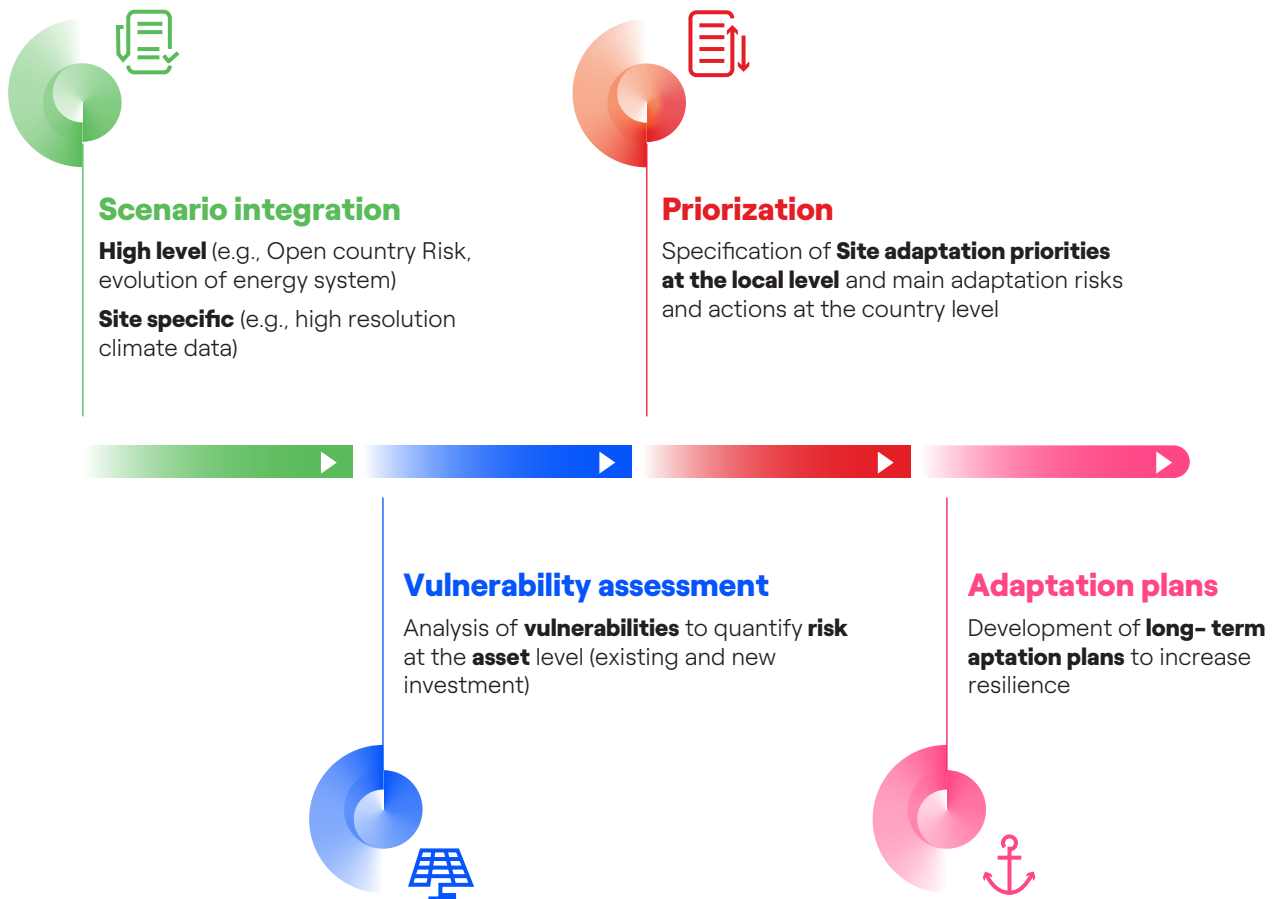 Scenario integration
High level (e.g., Open country Risk,
evolution of energy system)
Site specific (e.g., high resolution
climate data)
Priorization
Specification of Site adaptation priorities
at the local level and main adaptation risks
and actions at the country level
Vulnerability assessment
Analysis of vulnerabilities to quantify risk
at the asset level (existing and new
investment)
Adaptation plans
Development of long- term
aptation plans to increase
resilience